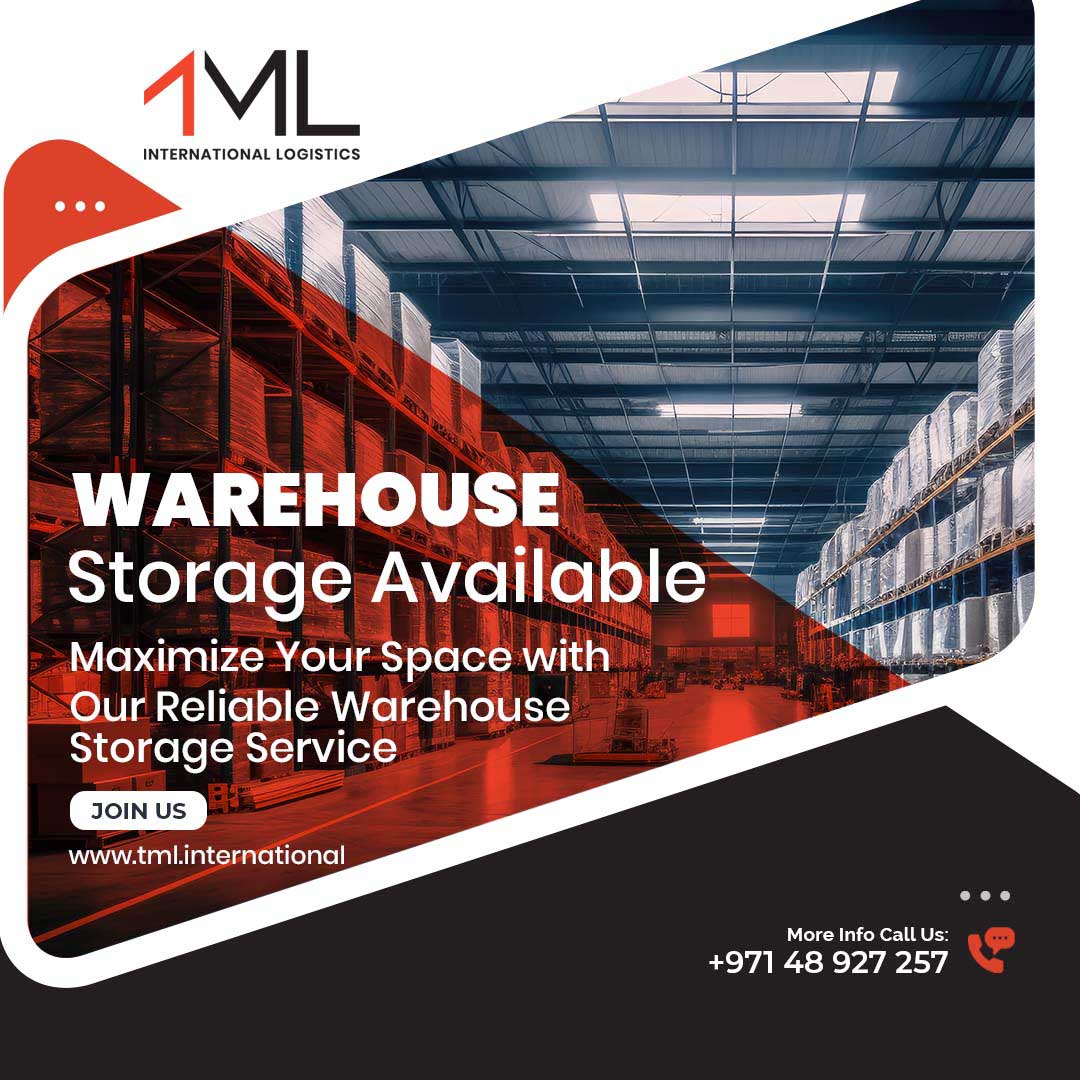 TML
INTERNATIONAL LOGISTICS
WAREHOUSE
Storage Available
Maximize Your Space with
Our Reliable Warehouse
Storage Service
JOIN US
www.tml.international
More Info Call Us:
+971 48 927 257